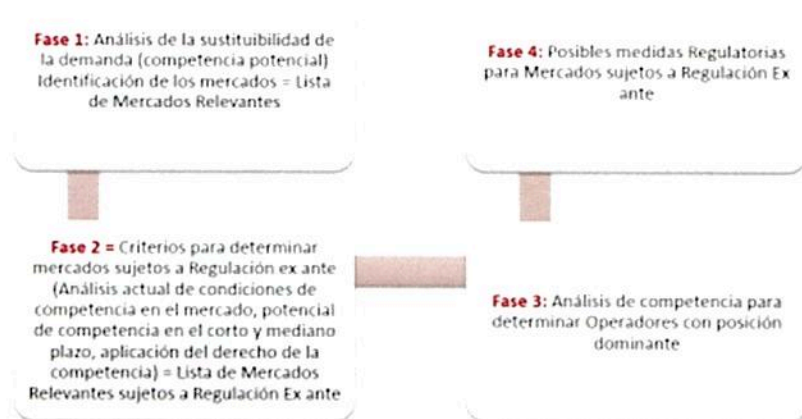 Fase 1: Análisis de la sustituibilidad de
la demanda (competencia potencial)
Identificación de los mercados = Lista
de Mercados Relevantes
Fase 2 = Criterios para determinar
mercados sujetos a Regulación ex ante
(Análisis actual de condiciones de
competencia en el mercado, potencial
de competencia en el corto y mediano
plazo, aplicación del derecho de la
competencia) = Lista de Mercados
Relevantes sujetos a Regulación Ex ante
Fase 3: Análisis de competencia para
determinar Operadores con posición
dominante
Fase 4: Posibles medidas Regulatorias
para Mercados sujetos a Regulación Ex
ante